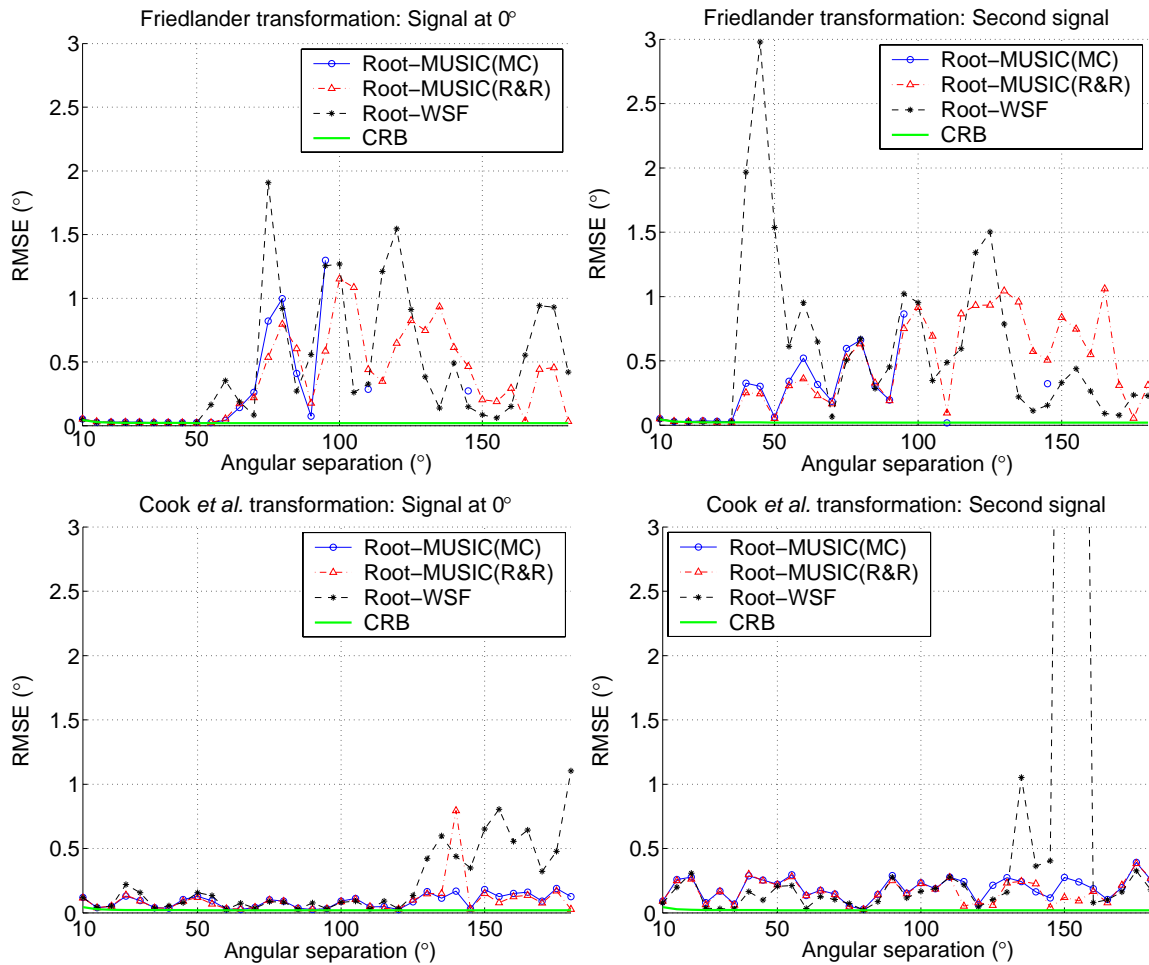 Friedlander transformation: Signal at 0°
3
2.5
2
1.5
1
0.5
0
RMSE (°)
Root−MUSIC(MC)
Root−MUSIC(R&R)
Root−WSF
CRB
10 50 100 150
Angular separation (°)
Friedlander transformation: Second signal
3
2.5
2
1.5
1
0.5
0
RMSE (°)
Root−MUSIC(MC)
Root−MUSIC(R&R)
Root−WSF
CRB
10 50 100 150
Angular separation (°)
Cook et al. transformation: Signal at 0°
3
2.5
2
1.5
1
0.5
0
RMSE (°)
Root−MUSIC(MC)
Root−MUSIC(R&R)
Root−WSF
CRB
10 50 100 150
Angular separation (°)
Cook et al. transformation: Second signal
3
2.5
2
1.5
1
0.5
0
RMSE (°)
Root−MUSIC(MC)
Root−MUSIC(R&R)
Root−WSF
CRB
10 50 100 150
Angular separation (°)